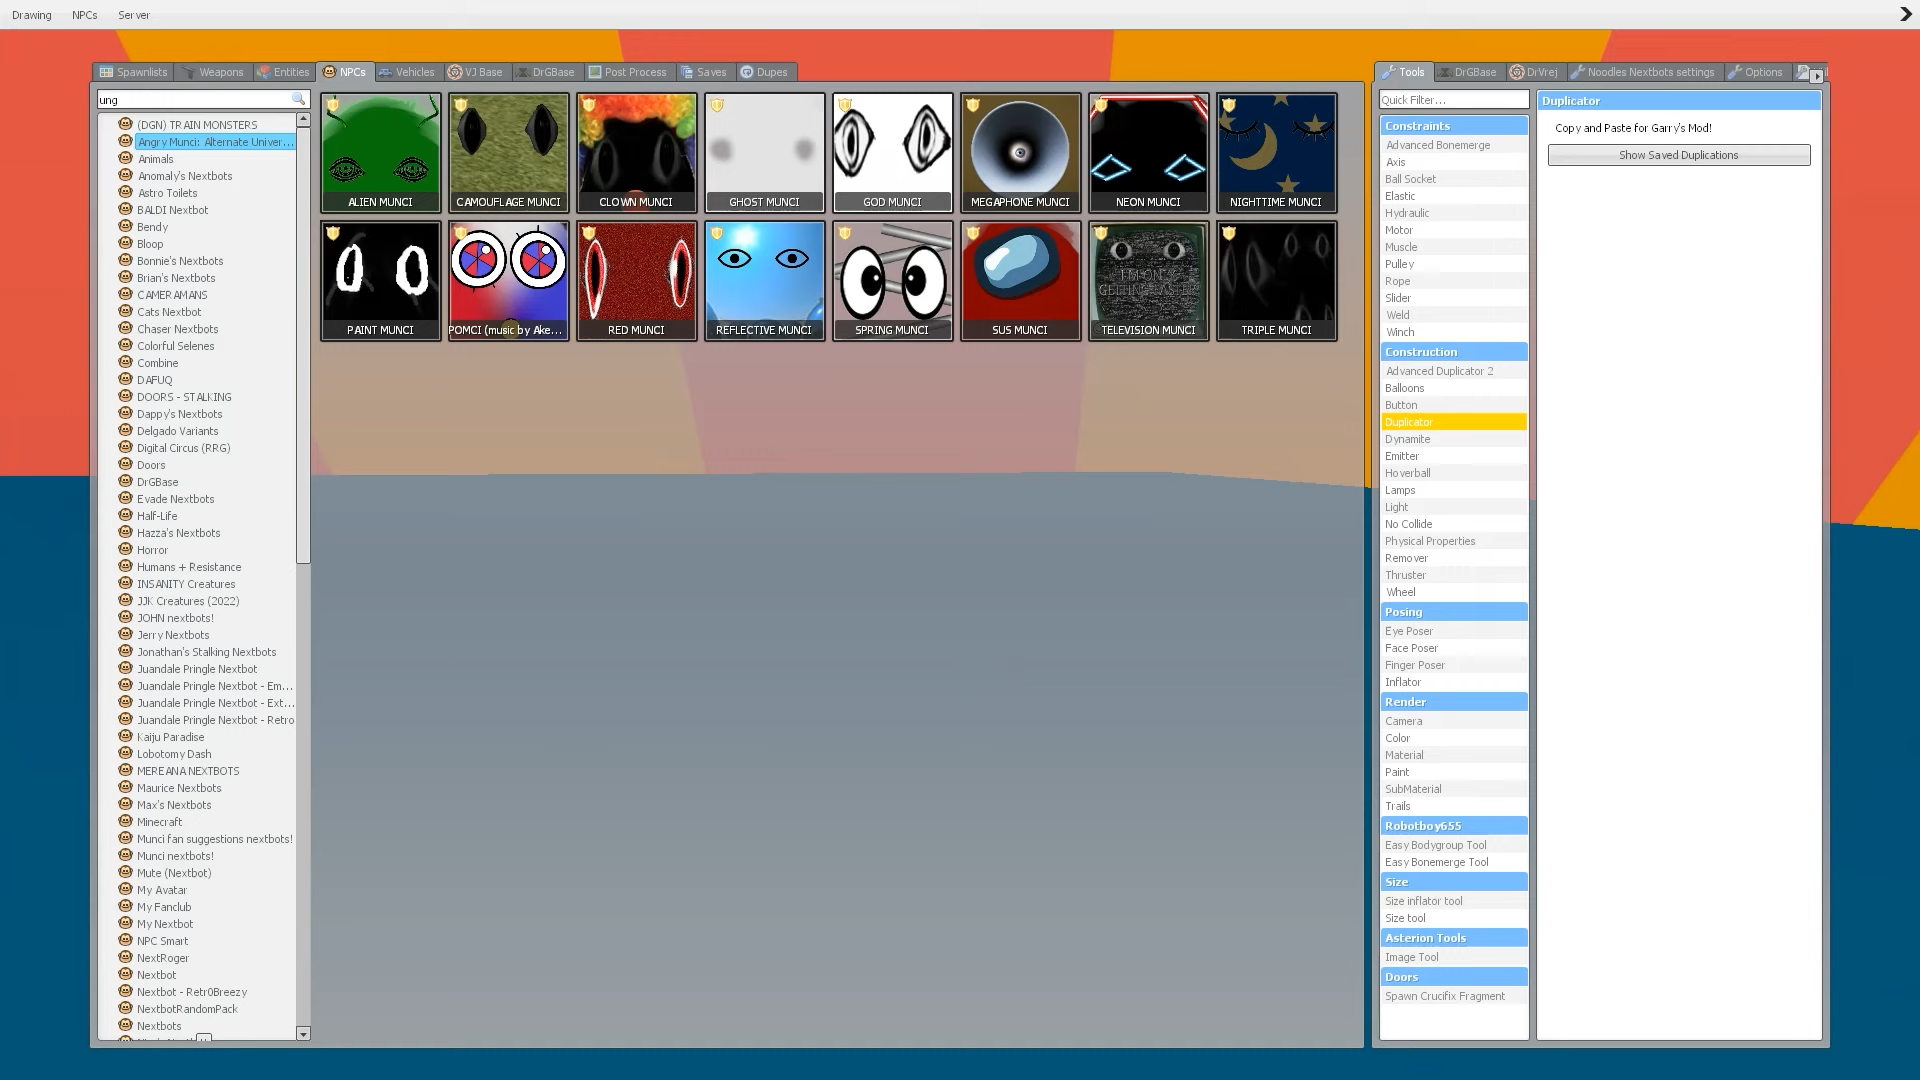 Drawing NPCs Server
Spawnlists Weapons Entities NPCs Vehicles VJ Base DrGBase Post Process Saves Dupes
ung
(DGN) TRAIN MONSTERS
Angry Munci: Alternate Univer...
Animals
Anomaly's Nextbots
Astro Toilets
BALDI Nextbot
Bendy
Bloop
Bonnie's Nextbots
Brian's Nextbots
CAMERAMANS
Cats Nextbot
Chaser Nextbots
Colorful Selenes
Combine
DAFUQ
DOORS - STALKING
Dappy's Nextbots
Delgado Variants
Digital Circus (RRG)
Doors
DrGBase
Evade Nextbots
Half-Life
Hazza's Nextbots
Horror
Humans + Resistance
INSANITY Creatures
JJK Creatures (2022)
JOHN nextbots!
Jerry Nextbots
Jonathan's Stalking Nextbots
Juandale Pringle Nextbot
Juandale Pringle Nextbot - Em...
Juandale Pringle Nextbot - Ext...
Juandale Pringle Nextbot - Retro
Kaiju Paradise
Lobotomy Dash
MEREANA NEXTBOTS
Maurice Nextbots
Max's Nextbots
Minecraft
Munci fan suggestions nextbots!
Munci nextbots!
Mute (Nextbot)
My Avatar
My Fanclub
My Nextbot
NPC Smart
NextRoger
Nextbot
Nextbot - Retr0Breezy
NextbotRandomPack
Nextbots
ALIEN MUNCI
CAMOUFLAGE MUNCI
CLOWN MUNCI
GHOST MUNCI
GOD MUNCI
MEGAPHONE MUNCI
NEON MUNCI
NIGHTTIME MUNCI
PAINT MUNCI
POMCI (music by Ake...
RED MUNCI
REFLECTIVE MUNCI
SPRING MUNCI
SUS MUNCI
TELEVISION MUNCI
TRIPLE MUNCI
Tools DrGBase DrVrej Noodles Nextbots settings Options
Quick Filter...
Constraints
Advanced Bonemerge
Axis
Ball Socket
Elastic
Hydraulic
Motor
Muscle
Pulley
Rope
Slider
Weld
Winch
Construction
Advanced Duplicator 2
Balloons
Button
Duplicator
Dynamite
Emitter
Hoverball
Lamps
Light
No Collide
Physical Properties
Remover
Thruster
Wheel
Posing
Eye Poser
Face Poser
Finger Poser
Inflator
Render
Camera
Color
Material
Paint
SubMaterial
Trails
Robotboy655
Easy Bodygroup Tool
Easy Bonemerge Tool
Size
Size inflator tool
Size tool
Asterion Tools
Image Tool
Doors
Spawn Crucifix Fragment
Duplicator
Copy and Paste for Garry's Mod!
Show Saved Duplications